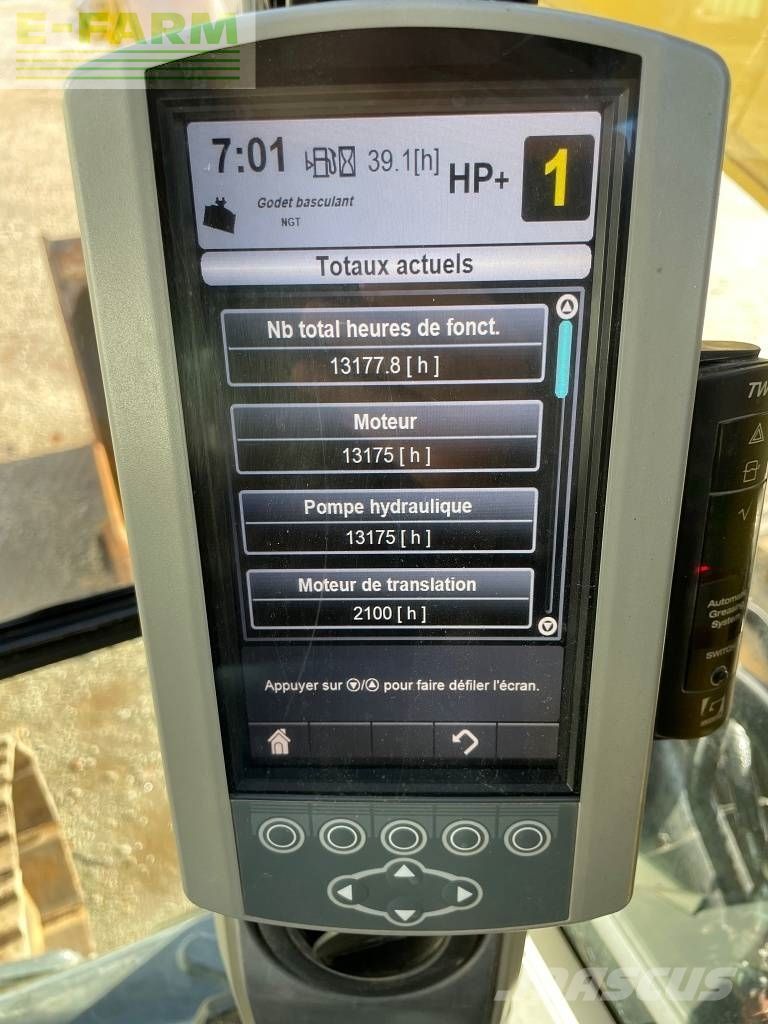 E-FARM
7:01 39.1[h] HP+ 1
Godet basculant
NGT
Totaux actuels
Nb total heures de fonct.
13177.8 [ h ]
Moteur
13175 [ h ]
Pompe hydraulique
13175 [ h ]
Moteur de translation
2100 [ h ]
Appuyer sur / pour faire défiler l'écran.
TW
Automatic
Greasing
System
SWITCH
MASCUS